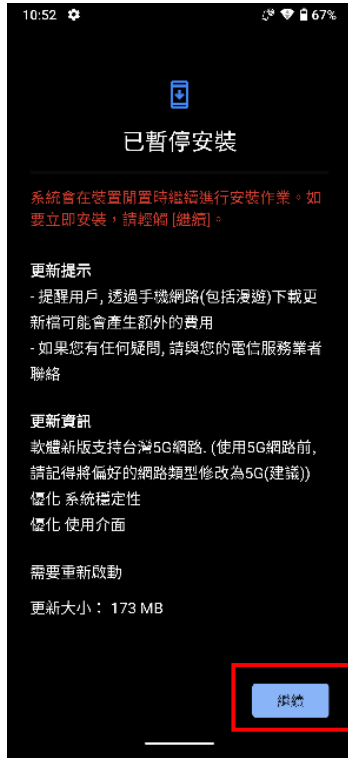 10:52 67%
已暫停安裝
系統會在裝置閒置時繼續進行安裝作業。如
要立即安裝，請輕觸 [繼續]。
更新提示
- 提醒用戶, 透過手機網路(包括漫遊)下載更
新檔可能會產生額外的費用
- 如果您有任何疑問, 請與您的電信服務業者
聯絡
更新資訊
軟體新版支持台灣5G網路. (使用5G網路前,
請記得將偏好的網路類型修改為5G(建議))
優化 系統穩定性
優化 使用介面
需要重新啟動
更新大小： 173 MB
繼續